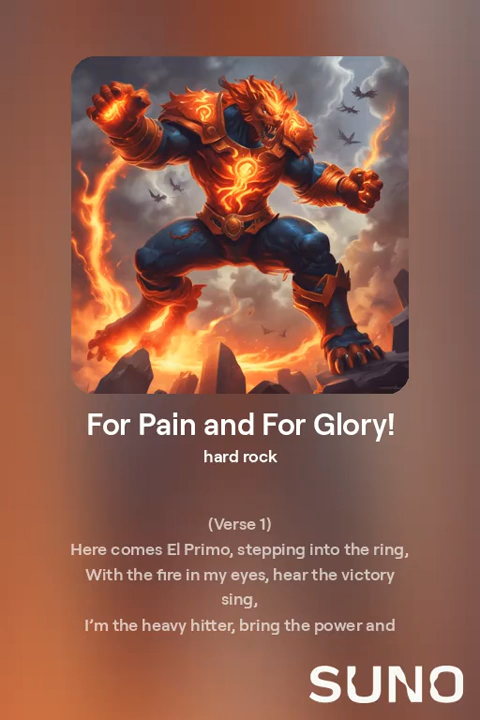 For Pain and For Glory!
hard rock
(Verse 1)
Here comes El Primo, stepping into the ring,
With the fire in my eyes, hear the victory
sing,
I’m the heavy hitter, bring the power and
SUNO